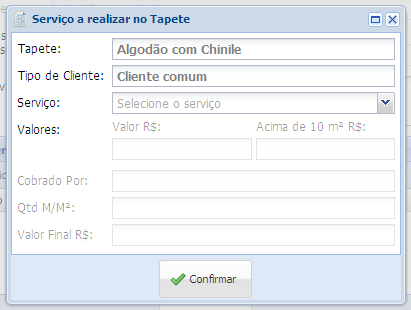 Serviço a realizar no Tapete
Tapete: Algodão com Chinile
Tipo de Cliente: Cliente comum
Serviço: Selecione o serviço
Valores: Valor R$: Acima de 10 m² R$:
Cobrado Por:
Qtd M/M²:
Valor Final R$:
Confirmar